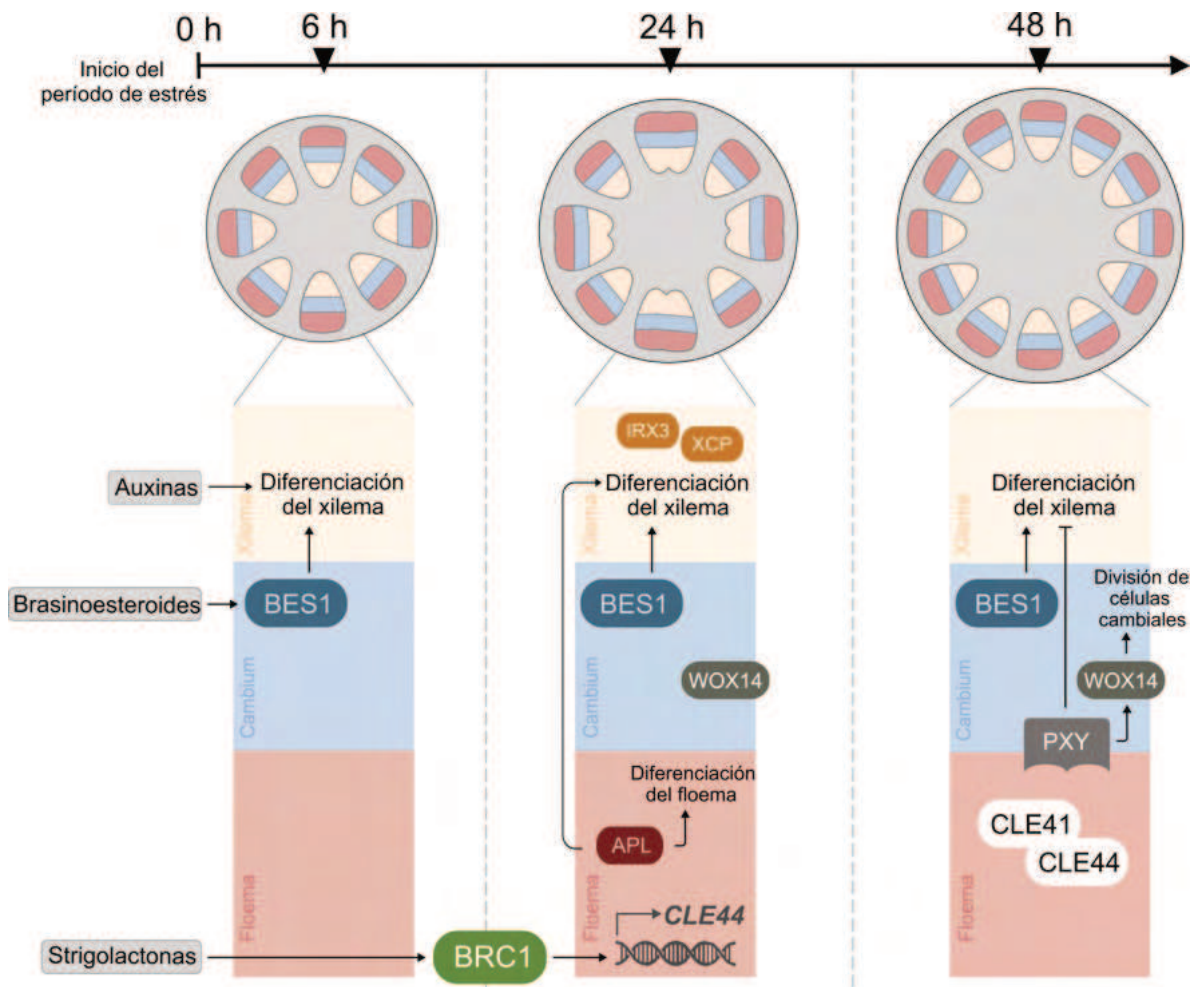 0 h
6 h
24 h
48 h
Inicio del
período de estrés
IRX3
XCP
Auxinas
Diferenciación
del xilema
Xilema
Diferenciación
del xilema
Xilema
Diferenciación
del xilema
Xilema
Brasinoesteroides
BES1
Cambium
BES1
WOX14
Cambium
BES1
División de
células
cambiales
WOX14
PXY
Cambium
Diferenciación
del floema
APL
CLE41
CLE44
Floema
Floema
Floema
CLE44
Strigolactonas
BRC1